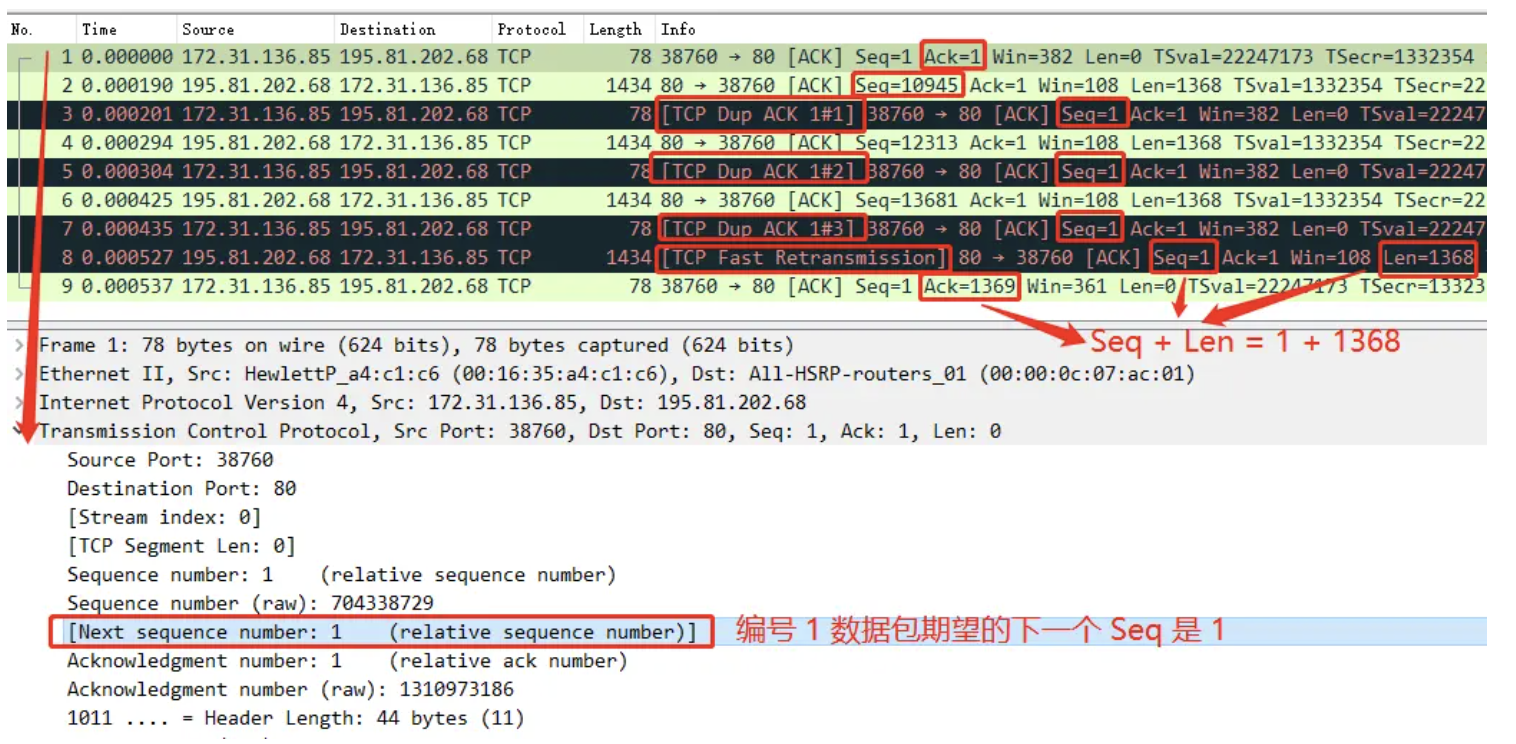 No. Time Source Destination Protocol Length Info
1 0.000000 172.31.136.85 195.81.202.68 TCP 78 38760 → 80 [ACK] Seq=1 Ack=1 Win=382 Len=0 TSval=22247173 TSecr=1332354
2 0.000190 195.81.202.68 172.31.136.85 TCP 1434 80 → 38760 [ACK] Seq=10945 Ack=1 Win=108 Len=1368 TSval=1332354 TSecr=22
3 0.000201 172.31.136.85 195.81.202.68 TCP 78 [TCP Dup ACK 1#1] 38760 → 80 [ACK] Seq=1 Ack=1 Win=382 Len=0 TSval=22247
4 0.000294 195.81.202.68 172.31.136.85 TCP 1434 80 → 38760 [ACK] Seq=12313 Ack=1 Win=108 Len=1368 TSval=1332354 TSecr=22
5 0.000304 172.31.136.85 195.81.202.68 TCP 78 [TCP Dup ACK 1#2] 38760 → 80 [ACK] Seq=1 Ack=1 Win=382 Len=0 TSval=22247
6 0.000425 195.81.202.68 172.31.136.85 TCP 1434 80 → 38760 [ACK] Seq=13681 Ack=1 Win=108 Len=1368 TSval=1332354 TSecr=22
7 0.000435 172.31.136.85 195.81.202.68 TCP 78 [TCP Dup ACK 1#3] 38760 → 80 [ACK] Seq=1 Ack=1 Win=382 Len=0 TSval=22247
8 0.000527 195.81.202.68 172.31.136.85 TCP 1434 [TCP Fast Retransmission] 80 → 38760 [ACK] Seq=1 Ack=1 Win=108 Len=1368
9 0.000537 172.31.136.85 195.81.202.68 TCP 78 38760 → 80 [ACK] Seq=1 Ack=1369 Win=361 Len=0 TSval=22247173 TSecr=13323
Seq + Len = 1 + 1368
Frame 1: 78 bytes on wire (624 bits), 78 bytes captured (624 bits)
Ethernet II, Src: HewlettP_a4:c1:c6 (00:16:35:a4:c1:c6), Dst: All-HSRP-routers_01 (00:00:0c:07:ac:01)
Internet Protocol Version 4, Src: 172.31.136.85, Dst: 195.81.202.68
Transmission Control Protocol, Src Port: 38760, Dst Port: 80, Seq: 1, Ack: 1, Len: 0
Source Port: 38760
Destination Port: 80
[Stream index: 0]
[TCP Segment Len: 0]
Sequence number: 1 (relative sequence number)
Sequence number (raw): 704338729
[Next sequence number: 1 (relative sequence number)] 编号 1 数据包期望的下一个 Seq 是 1
Acknowledgment number: 1 (relative ack number)
Acknowledgment number (raw): 1310973186
1011 .... = Header Length: 44 bytes (11)